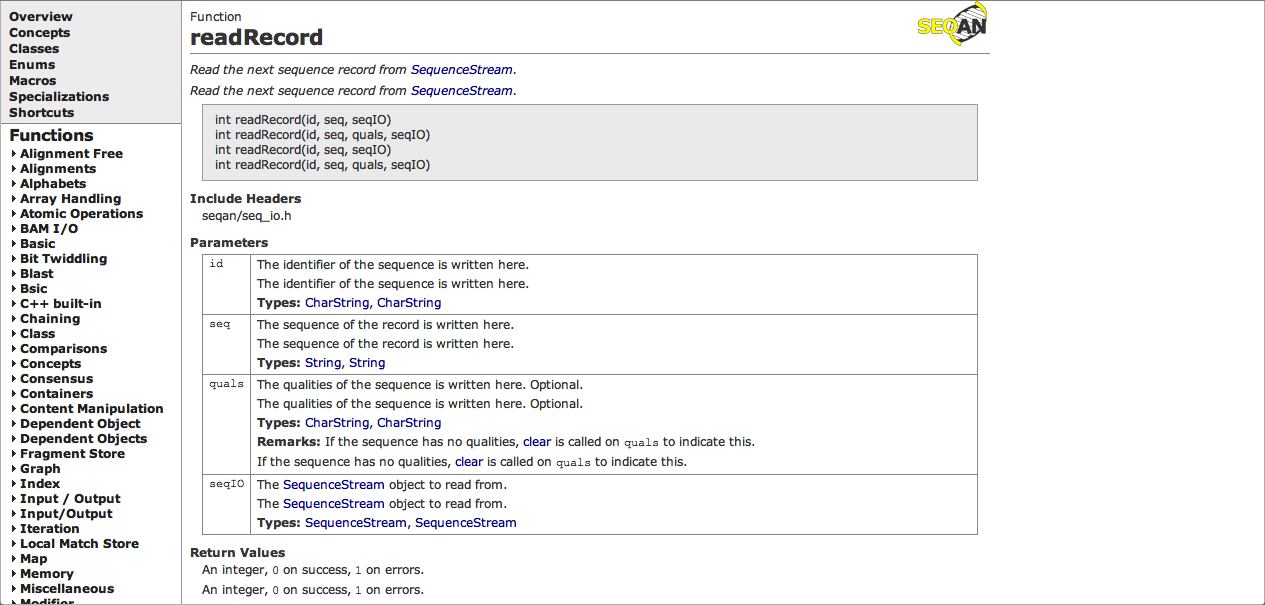 Overview
Concepts
Classes
Enums
Macros
Specializations
Shortcuts
Functions
Alignment Free
Alignments
Alphabets
Array Handling
Atomic Operations
BAM I/O
Basic
Bit Twiddling
Blast
Bsic
C++ built-in
Chaining
Class
Comparisons
Concepts
Consensus
Containers
Content Manipulation
Dependent Object
Dependent Objects
Fragment Store
Graph
Index
Input / Output
Input/Output
Iteration
Local Match Store
Map
Memory
Miscellaneous
Modifier
Function
readRecord
SEQAN
Read the next sequence record from SequenceStream.
Read the next sequence record from SequenceStream.
int readRecord(id, seq, seqIO)
int readRecord(id, seq, quals, seqIO)
int readRecord(id, seq, seqIO)
int readRecord(id, seq, quals, seqIO)
Include Headers
seqan/seq_io.h
Parameters
id
The identifier of the sequence is written here.
The identifier of the sequence is written here.
Types: CharString, CharString
seq
The sequence of the record is written here.
The sequence of the record is written here.
Types: String, String
quals
The qualities of the sequence is written here. Optional.
The qualities of the sequence is written here. Optional.
Types: CharString, CharString
Remarks: If the sequence has no qualities, clear is called on quals to indicate this.
If the sequence has no qualities, clear is called on quals to indicate this.
seqIO
The SequenceStream object to read from.
The SequenceStream object to read from.
Types: SequenceStream, SequenceStream
Return Values
An integer, 0 on success, 1 on errors.
An integer, 0 on success, 1 on errors.